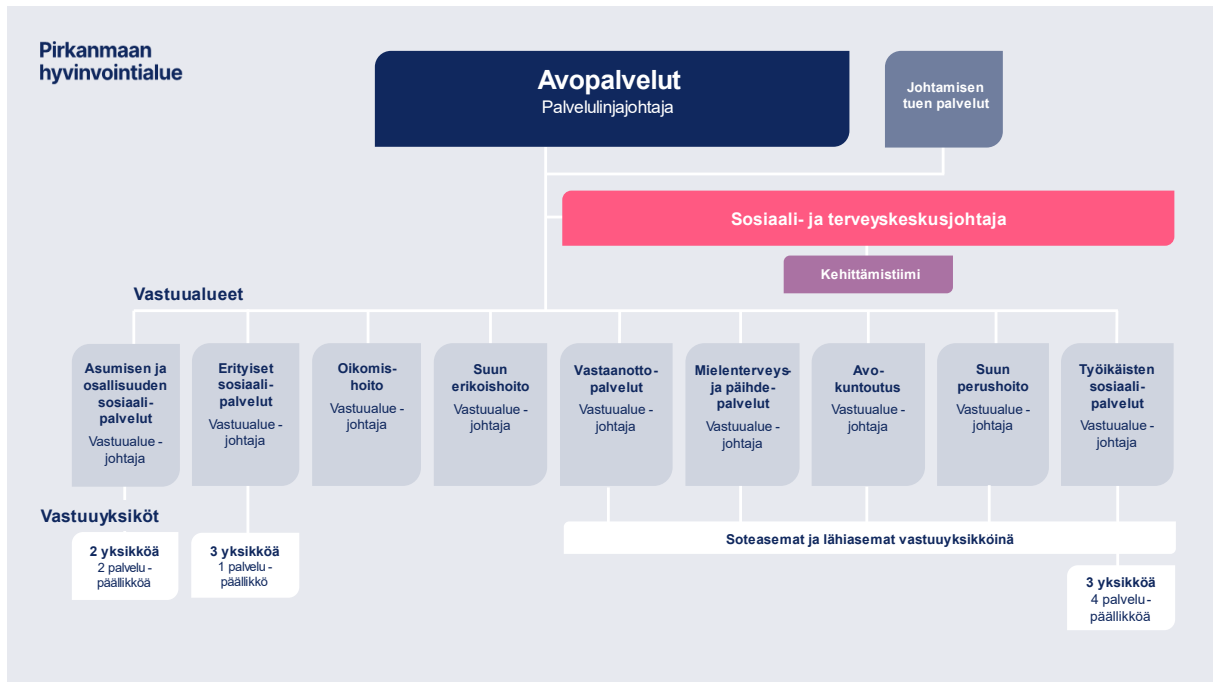 Pirkanmaan
hyvinvointialue
Avopalvelut
Palvelulinjajohtaja
Johtamisen
tuen palvelut
Sosiaali- ja terveyskeskusjohtaja
Kehittämistiimi
Vastuualueet
Asumisen ja
osallisuuden
sosiaali-
palvelut
Vastuualue -
johtaja
Erityiset
sosiaali-
palvelut
Vastuualue -
johtaja
Oikomis-
hoito
Vastuualue -
johtaja
Suun
erikoishoito
Vastuualue -
johtaja
Vastaanotto-
palvelut
Vastuualue -
johtaja
Mielenterveys-
ja päihde-
palvelut
Vastuualue -
johtaja
Avo-
kuntoutus
Vastuualue -
johtaja
Suun
perushoito
Vastuualue -
johtaja
Työikäisten
sosiaali-
palvelut
Vastuualue -
johtaja
Vastuuyksiköt
2 yksikköä
2 palvelu -
päällikköä
3 yksikköä
1 palvelu -
päällikkö
Soteasemat ja lähiasemat vastuuyksikköinä
3 yksikköä
4 palvelu-
päällikköä